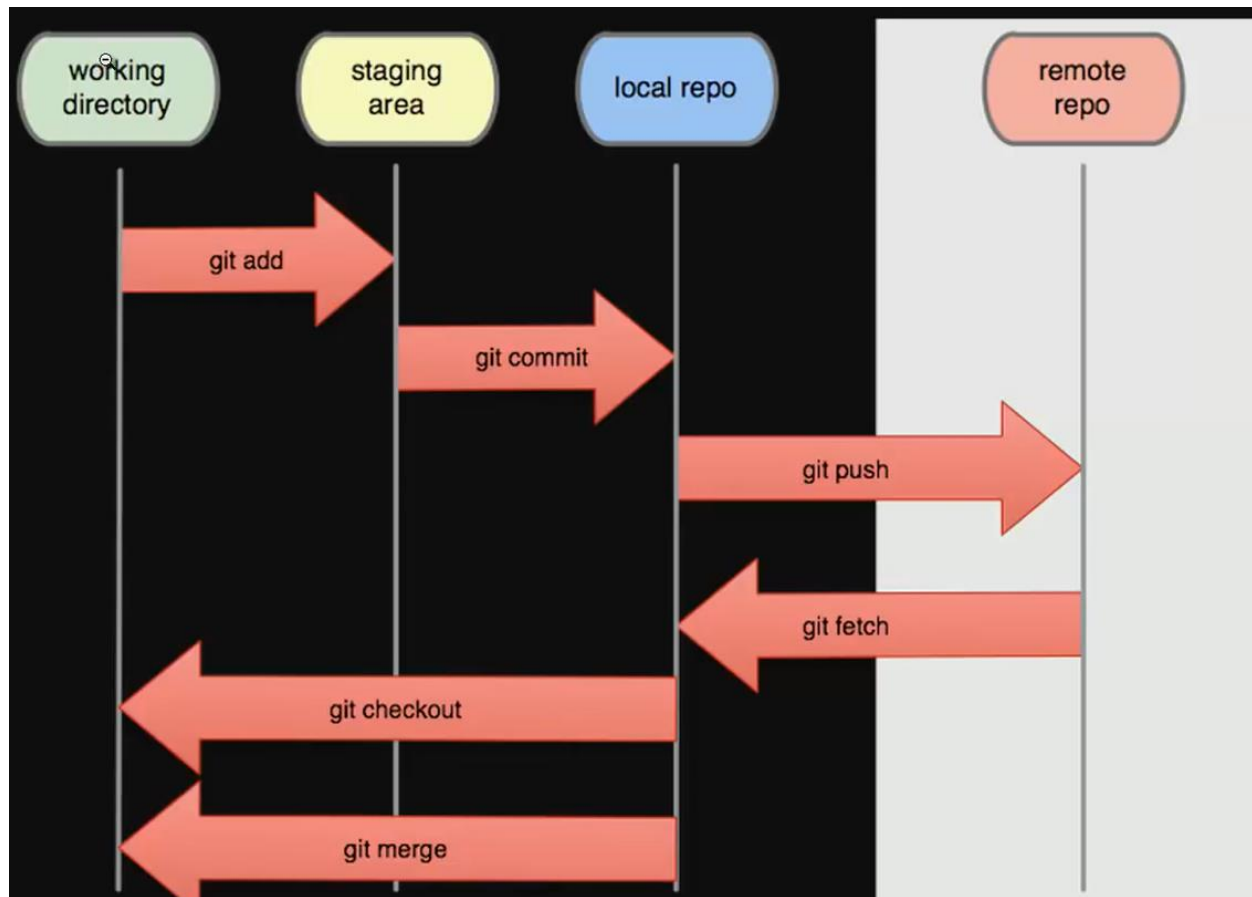 working
directory
staging
area
local repo
remote
repo
git add
git commit
git push
git fetch
git checkout
git merge